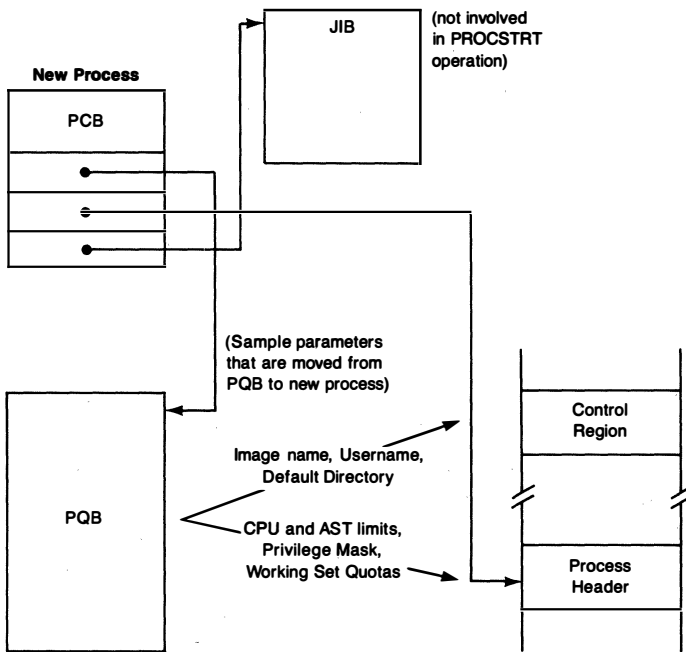 JIB
(not involved
in PROCSTRT
operation)
New Process
PCB
(Sample parameters
that are moved from
PQB to new process)
Control
Region
Image name, Username,
Default Directory
PQB
CPU and AST limits,
Privilege Mask,
Working Set Quotas
Process
Header